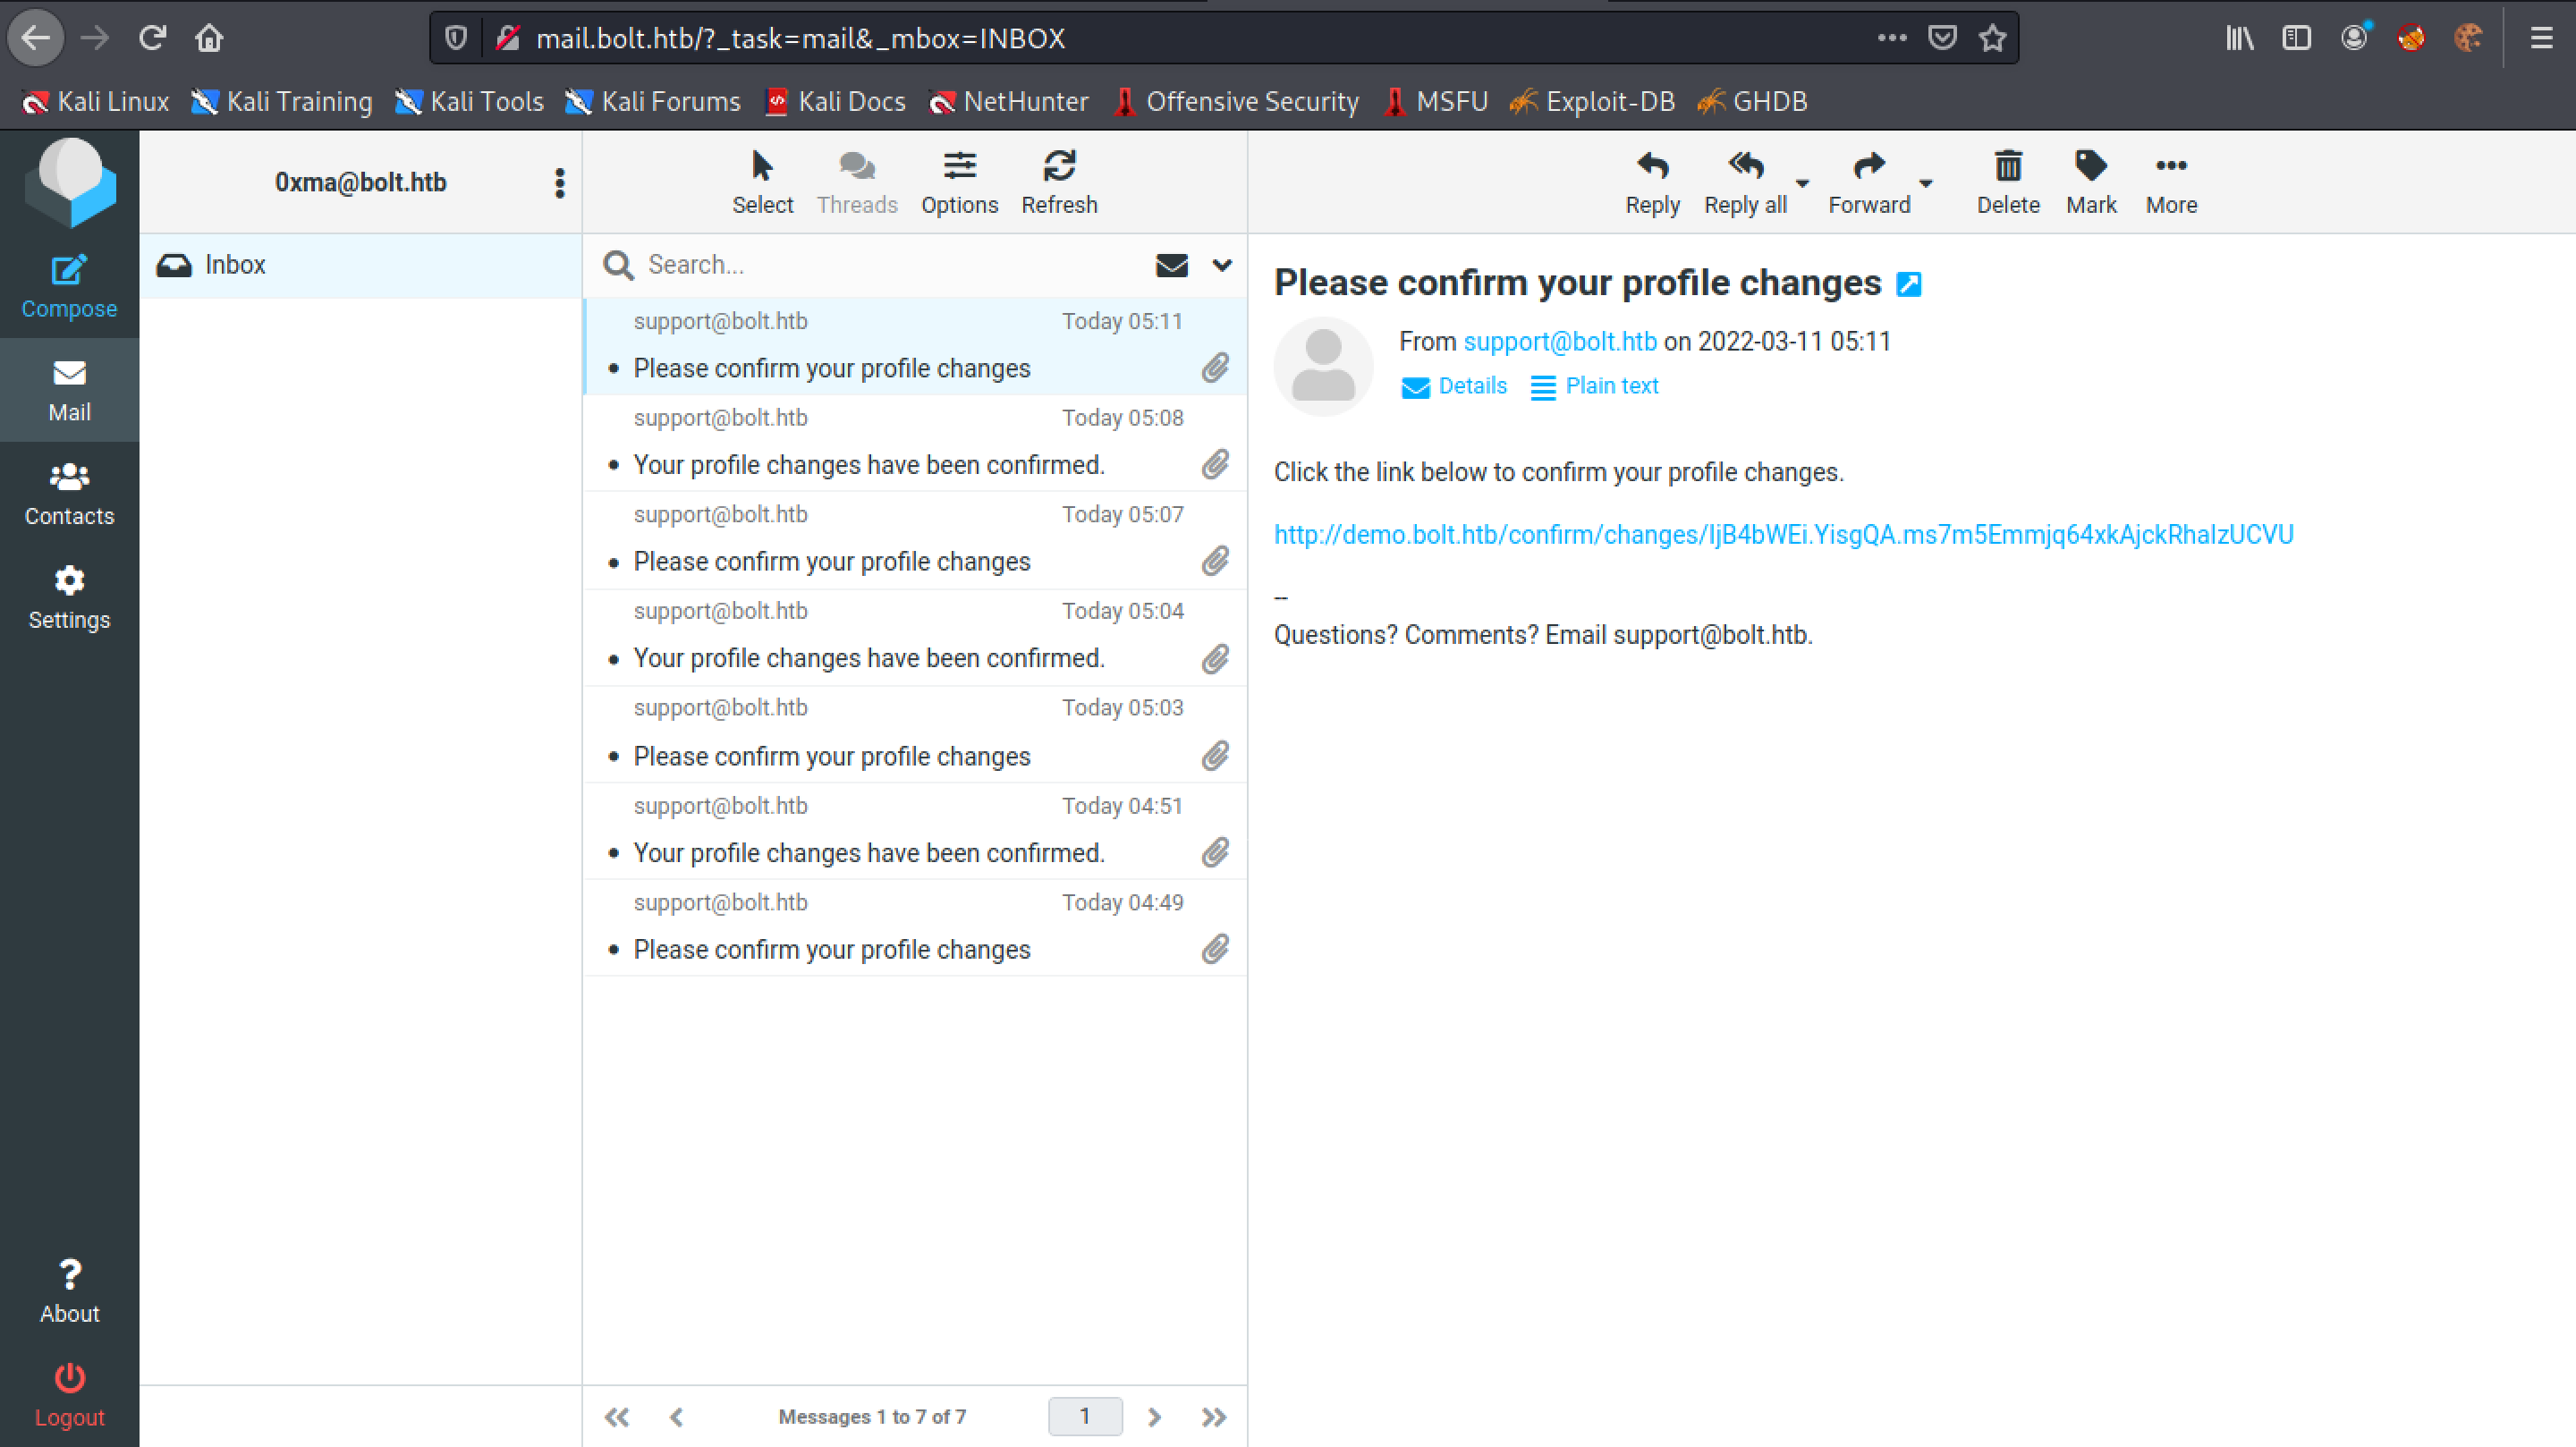 mail.bolt.htb/?_task=mail&_mbox=INBOX
Kali Linux Kali Training Kali Tools Kali Forums Kali Docs NetHunter Offensive Security MSFU Exploit-DB GHDB
0xma@bolt.htb
Select Threads Options Refresh
Reply Reply all Forward Delete Mark More
Compose
Mail
Contacts
Settings
About
Logout
Inbox
Search...
support@bolt.htb Today 05:11
• Please confirm your profile changes
support@bolt.htb Today 05:08
• Your profile changes have been confirmed.
support@bolt.htb Today 05:07
• Please confirm your profile changes
support@bolt.htb Today 05:04
• Your profile changes have been confirmed.
support@bolt.htb Today 05:03
• Please confirm your profile changes
support@bolt.htb Today 04:51
• Your profile changes have been confirmed.
support@bolt.htb Today 04:49
• Please confirm your profile changes
Messages 1 to 7 of 7 1
Please confirm your profile changes
From support@bolt.htb on 2022-03-11 05:11
Details Plain text
Click the link below to confirm your profile changes.
http://demo.bolt.htb/confirm/changes/IjB4bWEi.YisgQA.ms7m5Emmjq64xkAjckRhaIzUCVU
--
Questions? Comments? Email support@bolt.htb.